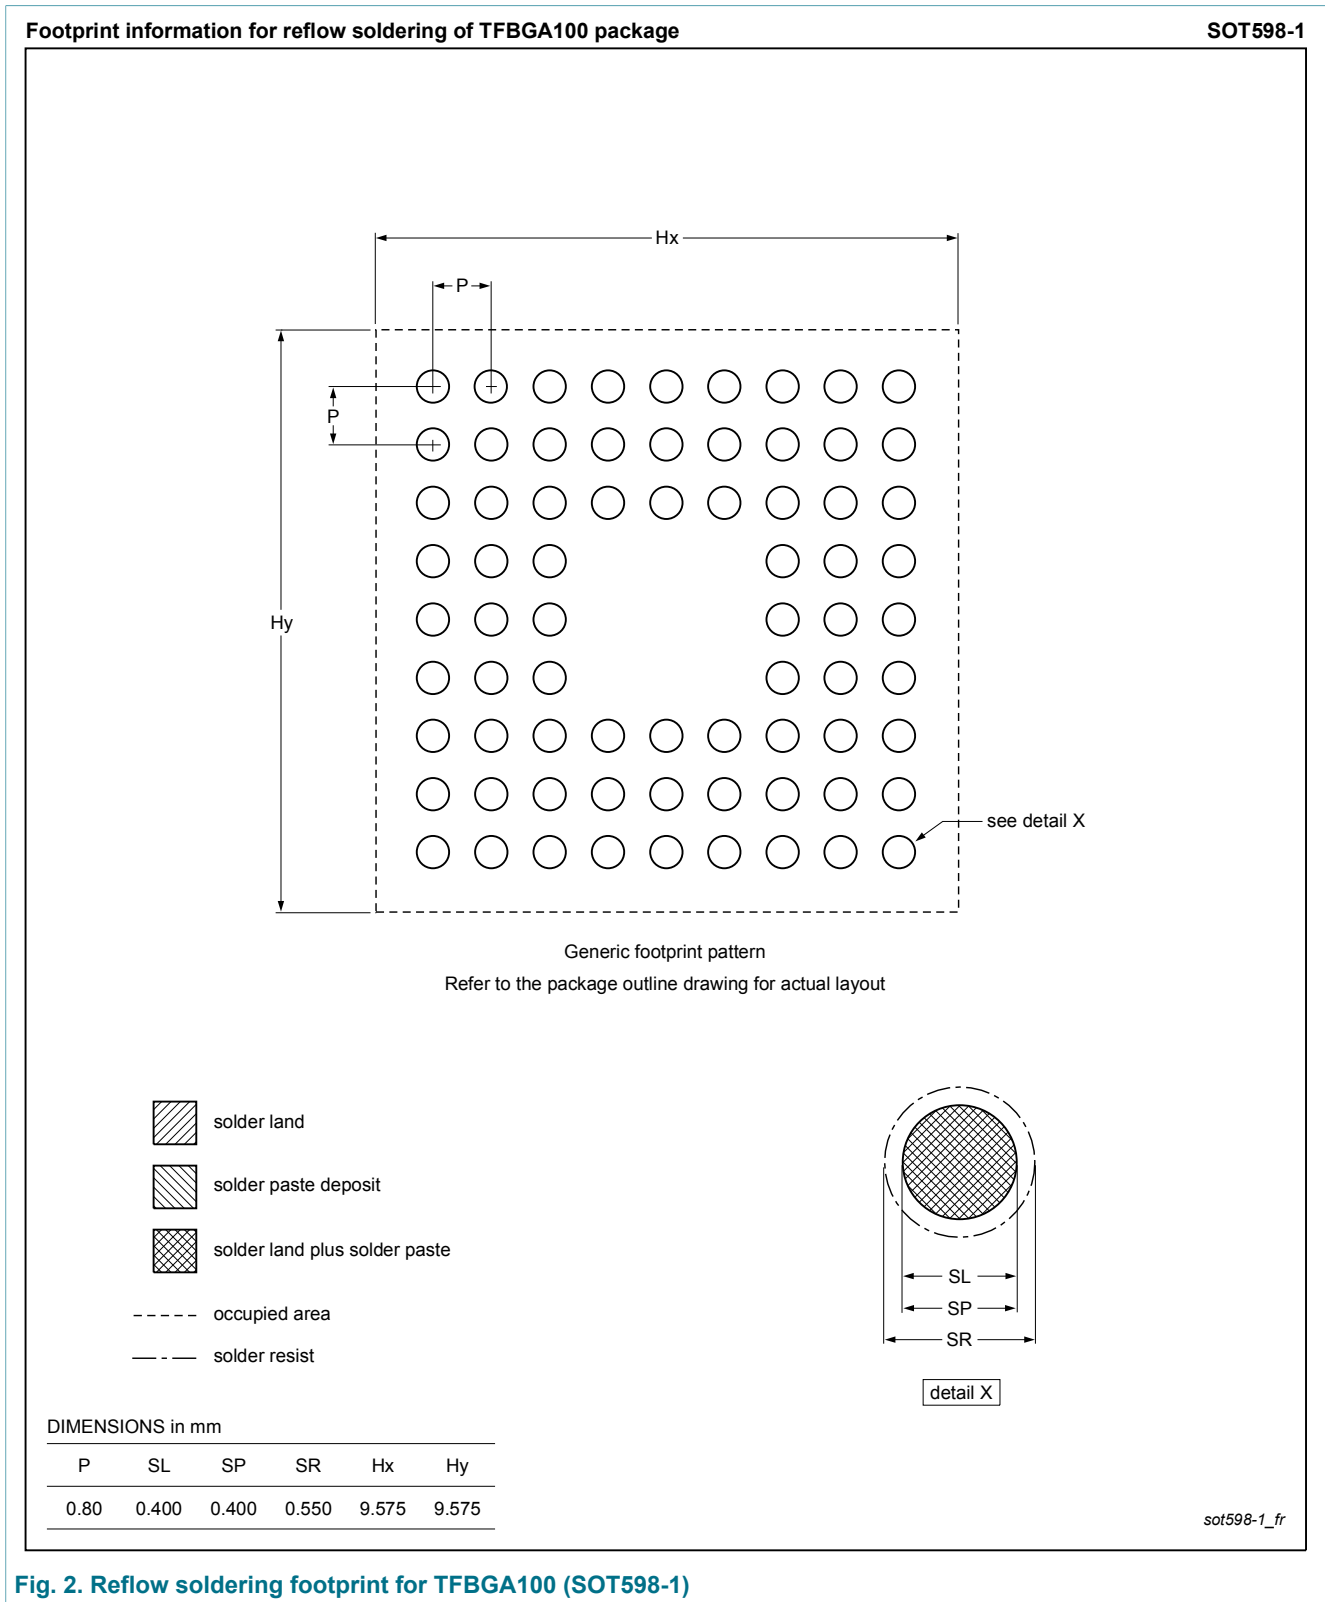 Footprint information for reflow soldering of TFBGA100 package SOT598-1
Hx
P
P
Hy
see detail X
Generic footprint pattern
Refer to the package outline drawing for actual layout
solder land
solder paste deposit
solder land plus solder paste
occupied area
solder resist
SL
SP
SR
detail X
DIMENSIONS in mm
P SL SP SR Hx Hy
0.80 0.400 0.400 0.550 9.575 9.575
sot598-1_fr
Fig. 2. Reflow soldering footprint for TFBGA100 (SOT598-1)